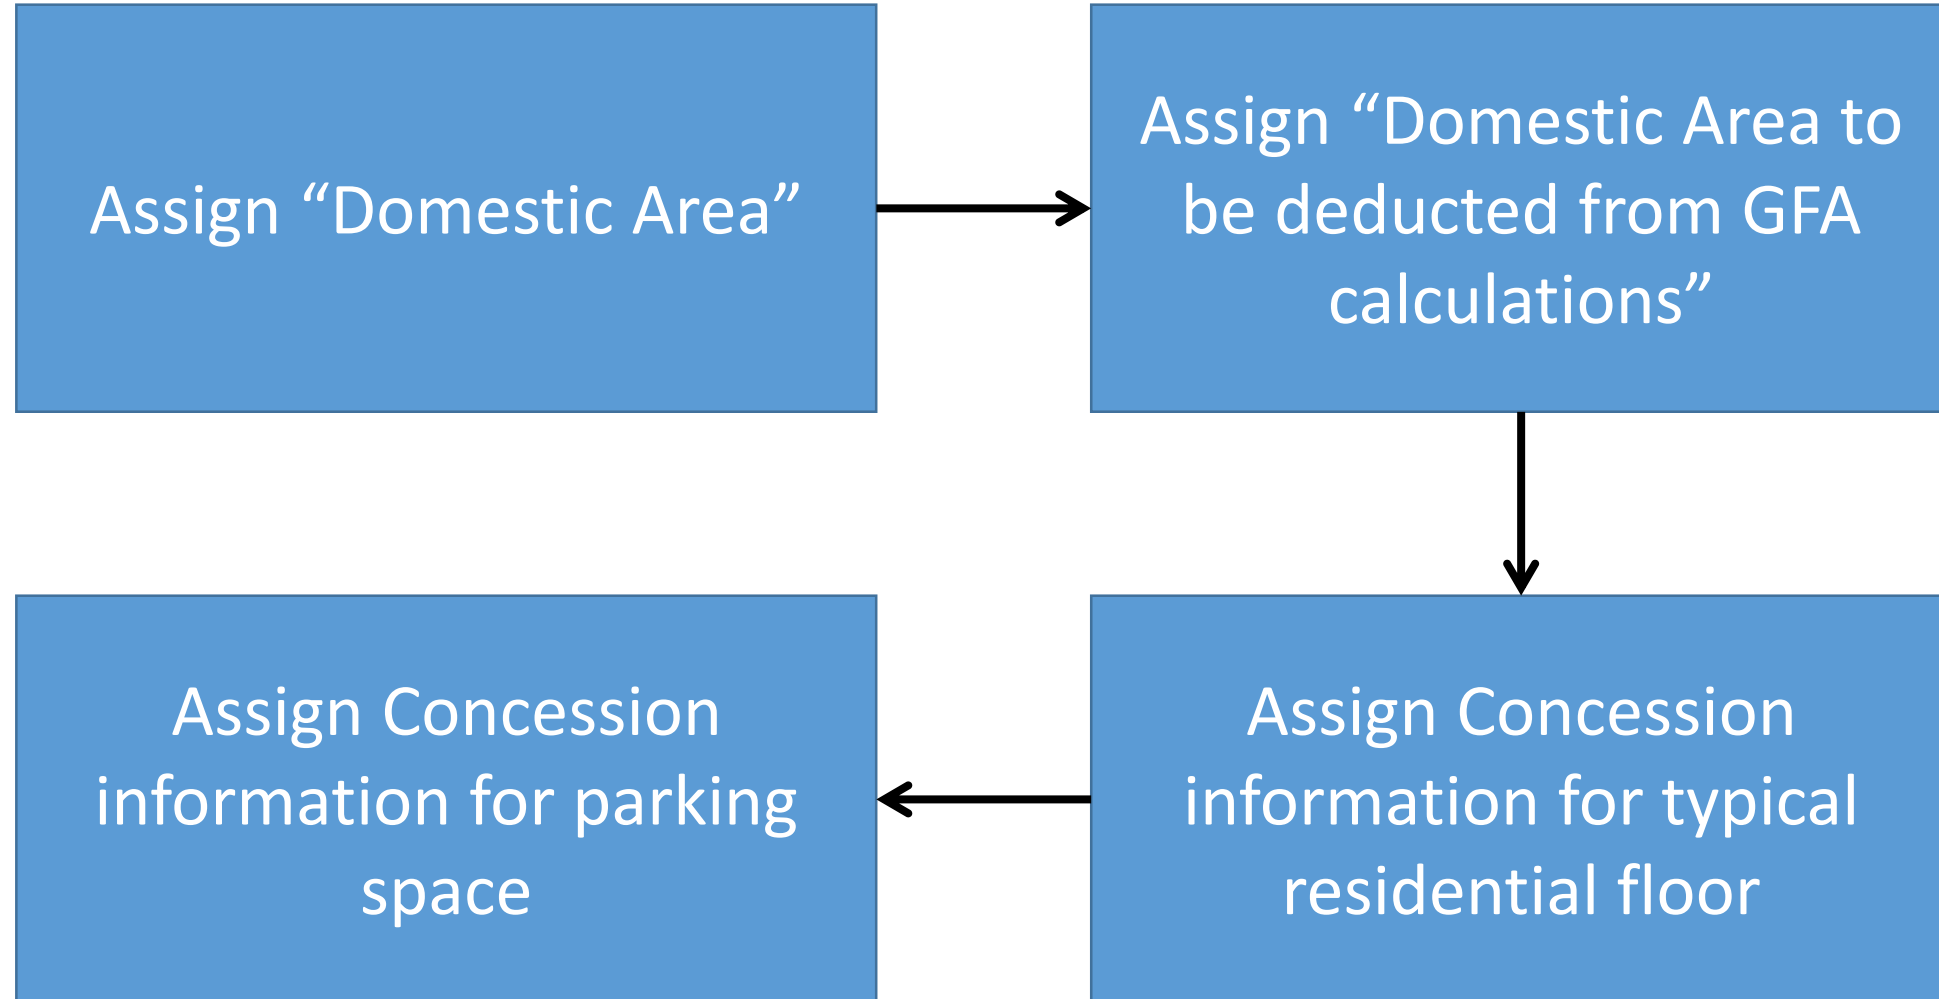 Assign “Domestic Area”
Assign “Domestic Area to
be deducted from GFA
calculations”
Assign Concession
information for typical
residential floor
Assign Concession
information for parking
space